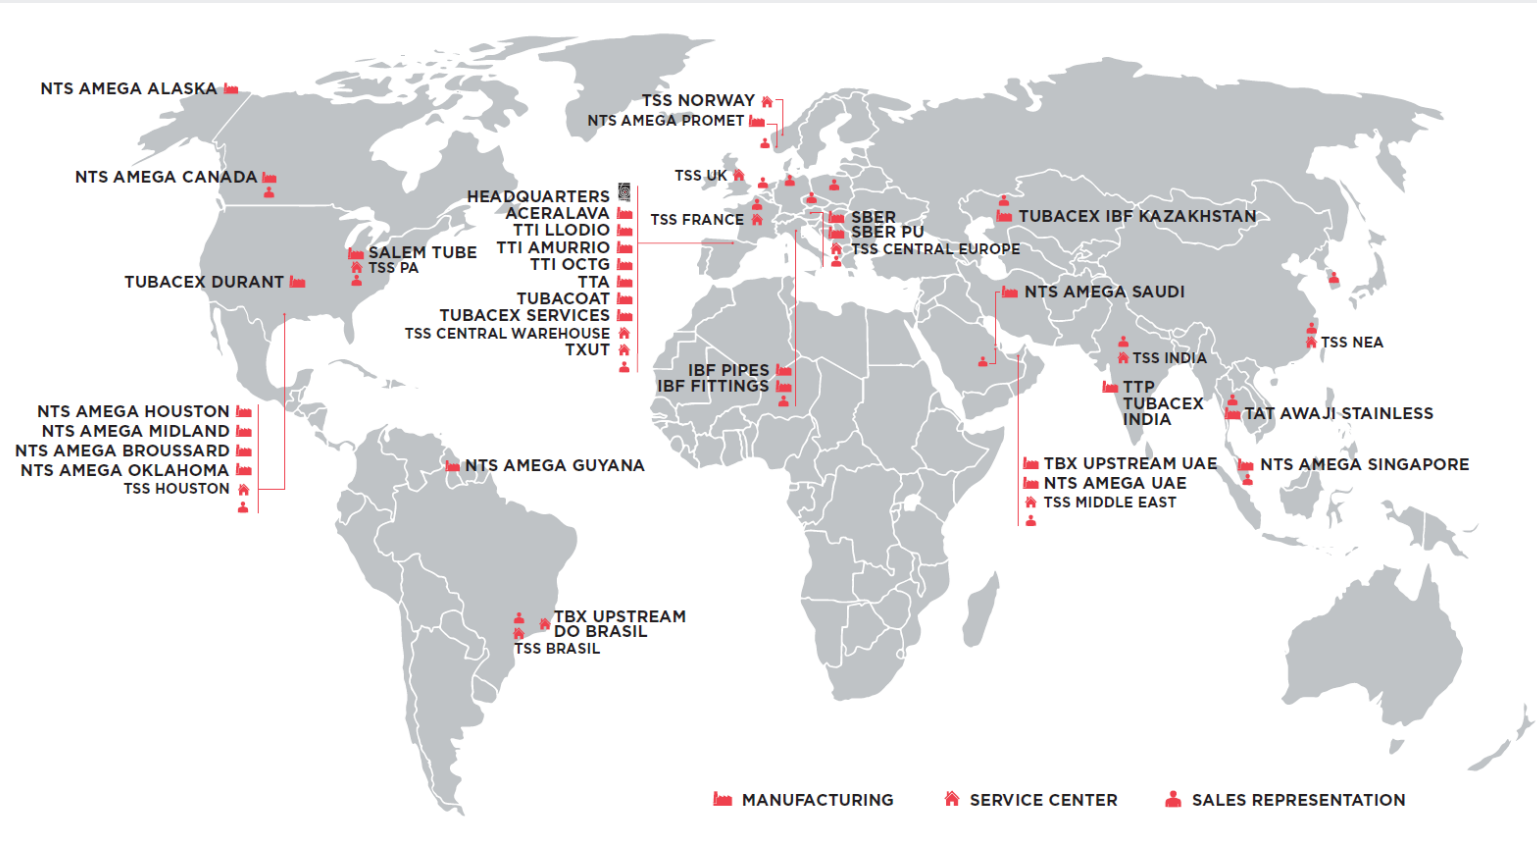 NTS AMEGA ALASKA
TSS NORWAY
NTS AMEGA PROMET
NTS AMEGA CANADA
TSS UK
HEADQUARTERS
ACERALAVA
TTI LLODIO
TTI AMURRIO
TTI OCTG
TTA
TUBACOAT
TUBACEX SERVICES
TSS CENTRAL WAREHOUSE
TXUT
TSS FRANCE
SBER
SBER PU
TSS CENTRAL EUROPE
TUBACEX IBF KAZAKHSTAN
SALEM TUBE
TSS PA
TUBACEX DURANT
NTS AMEGA SAUDI
TSS NEA
TSS INDIA
IBF PIPES
IBF FITTINGS
TTP
TUBACEX
INDIA
TAT AWAJI STAINLESS
NTS AMEGA HOUSTON
NTS AMEGA MIDLAND
NTS AMEGA BROUSSARD
NTS AMEGA OKLAHOMA
TSS HOUSTON
NTS AMEGA GUYANA
TBX UPSTREAM UAE
NTS AMEGA UAE
TSS MIDDLE EAST
NTS AMEGA SINGAPORE
TBX UPSTREAM
DO BRASIL
TSS BRASIL
MANUFACTURING
SERVICE CENTER
SALES REPRESENTATION